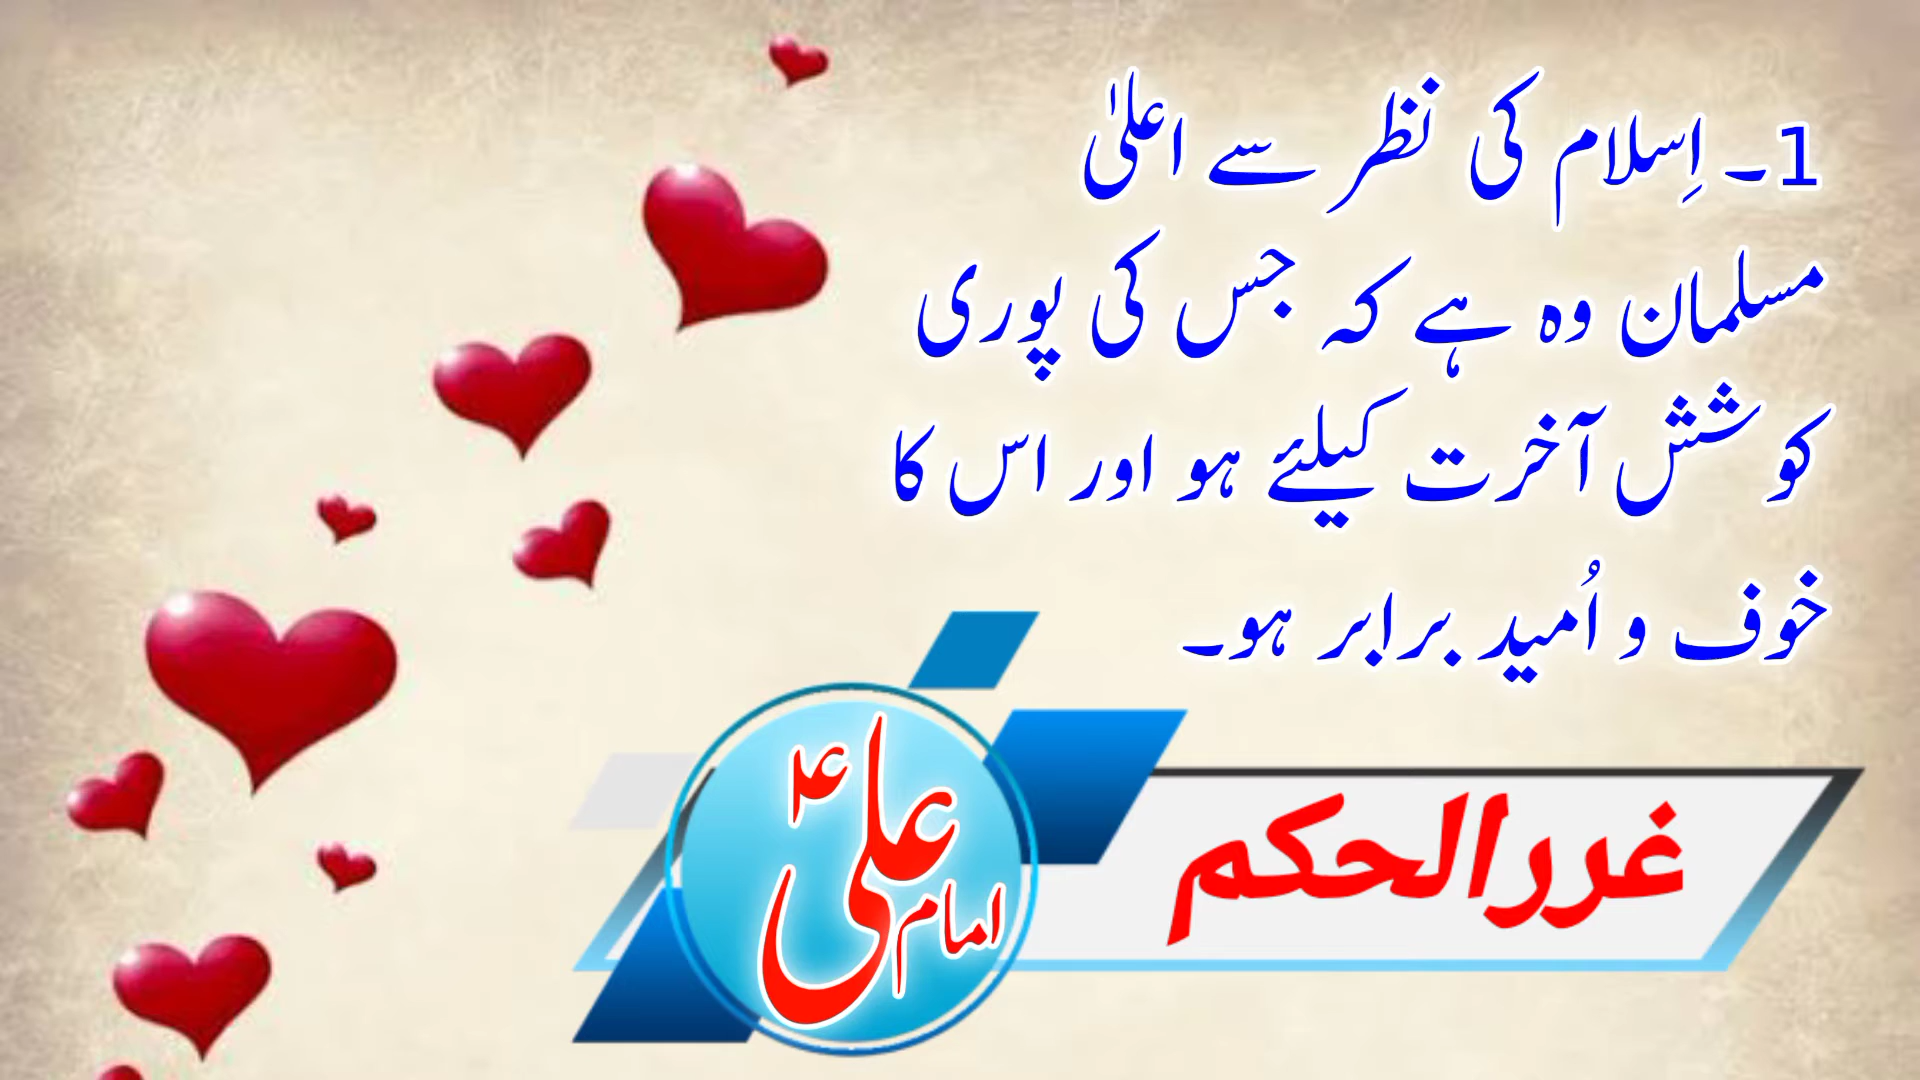 1۔ اِسلام کی نظر سے اعلیٰ
مسلمان وہ ہے کہ جس کی پوری
کوشش آخرت کیلئے ہو اور اس کا
خوف و اُمید برابر ہو۔
غررالحکم
امام علیؑ